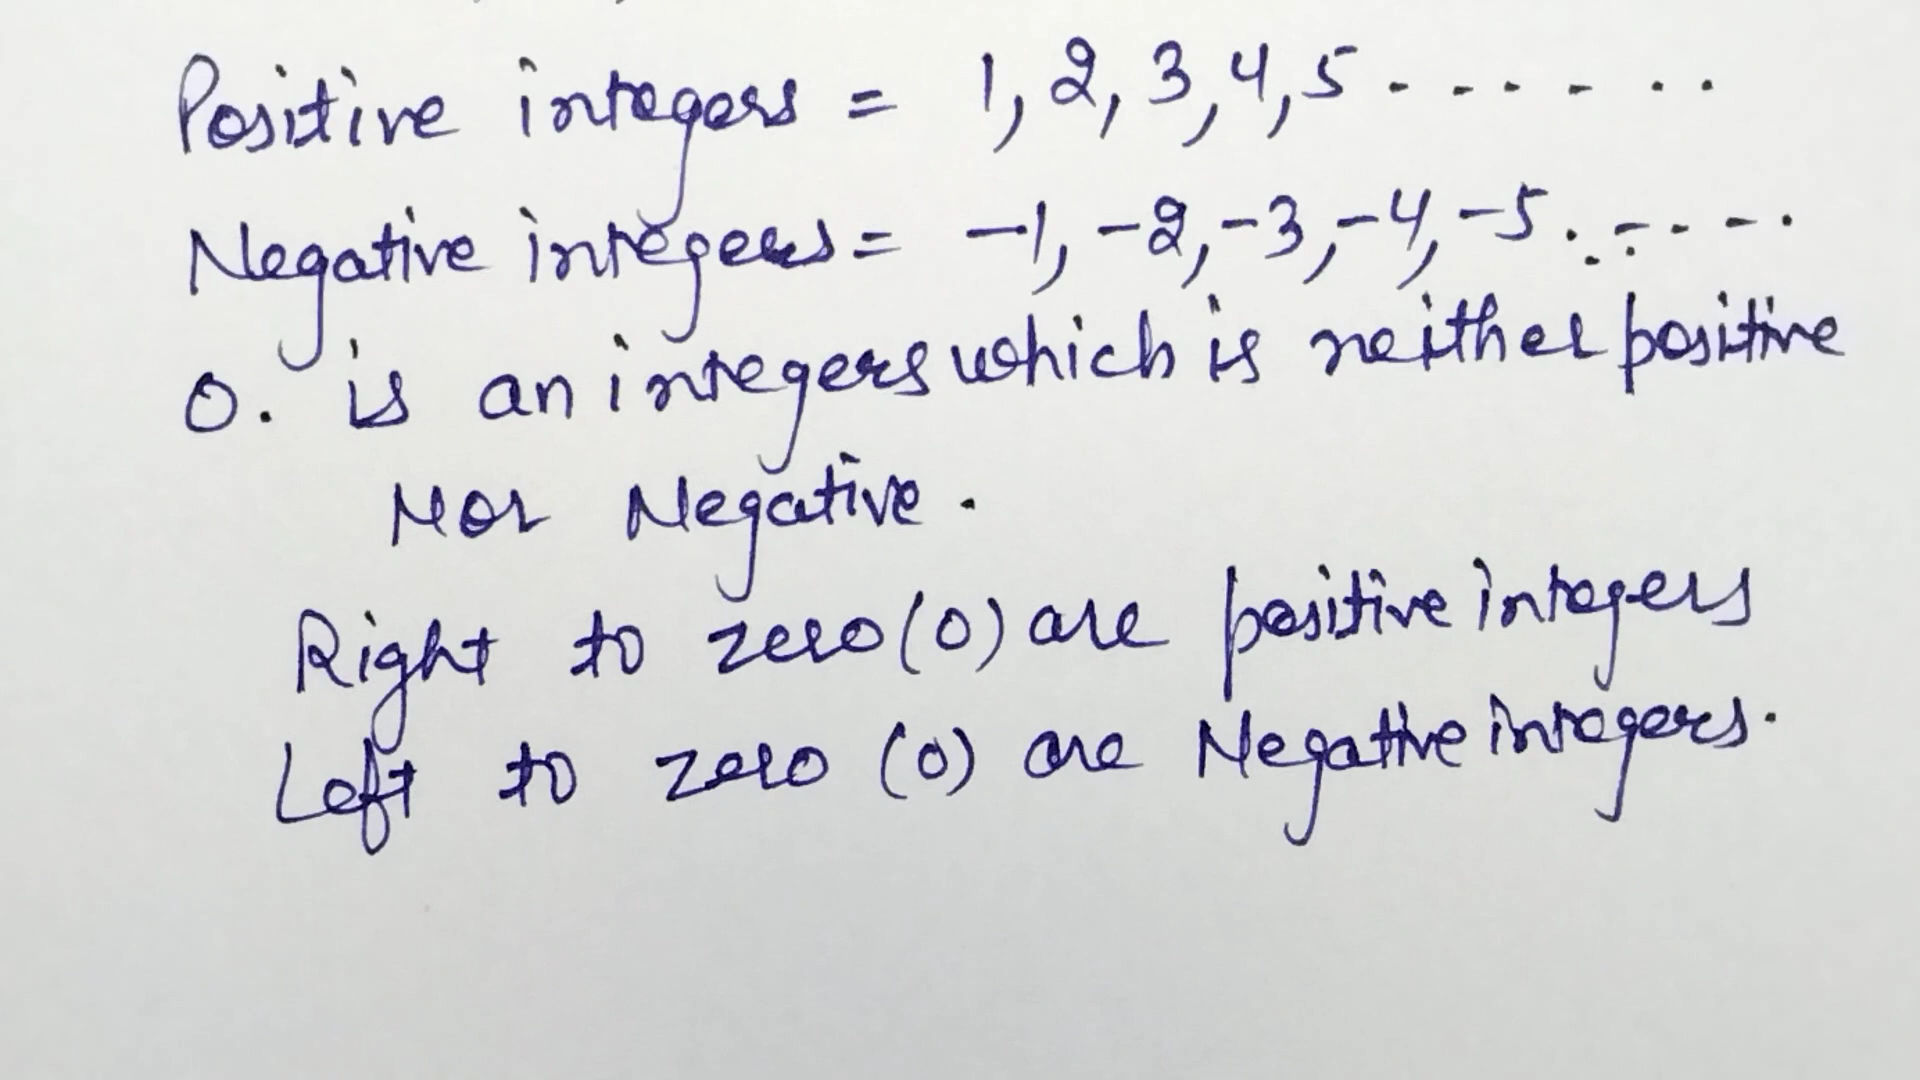 Positive integers = 1, 2, 3, 4, 5 - - - - - - -
Negative integers = -1, -2, -3, -4, -5. - - - - - -
0. is an integers which is neither positive
Nor Negative.
Right to zero (0) are positive integers
Left to zero (0) are Negative integers.